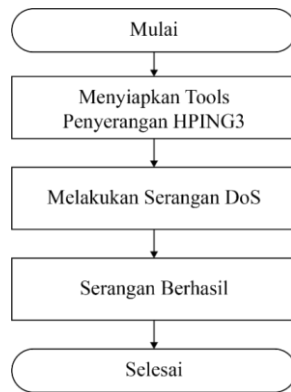 Mulai
Menyiapkan Tools
Penyerangan HPING3
Melakukan Serangan DoS
Serangan Berhasil
Selesai